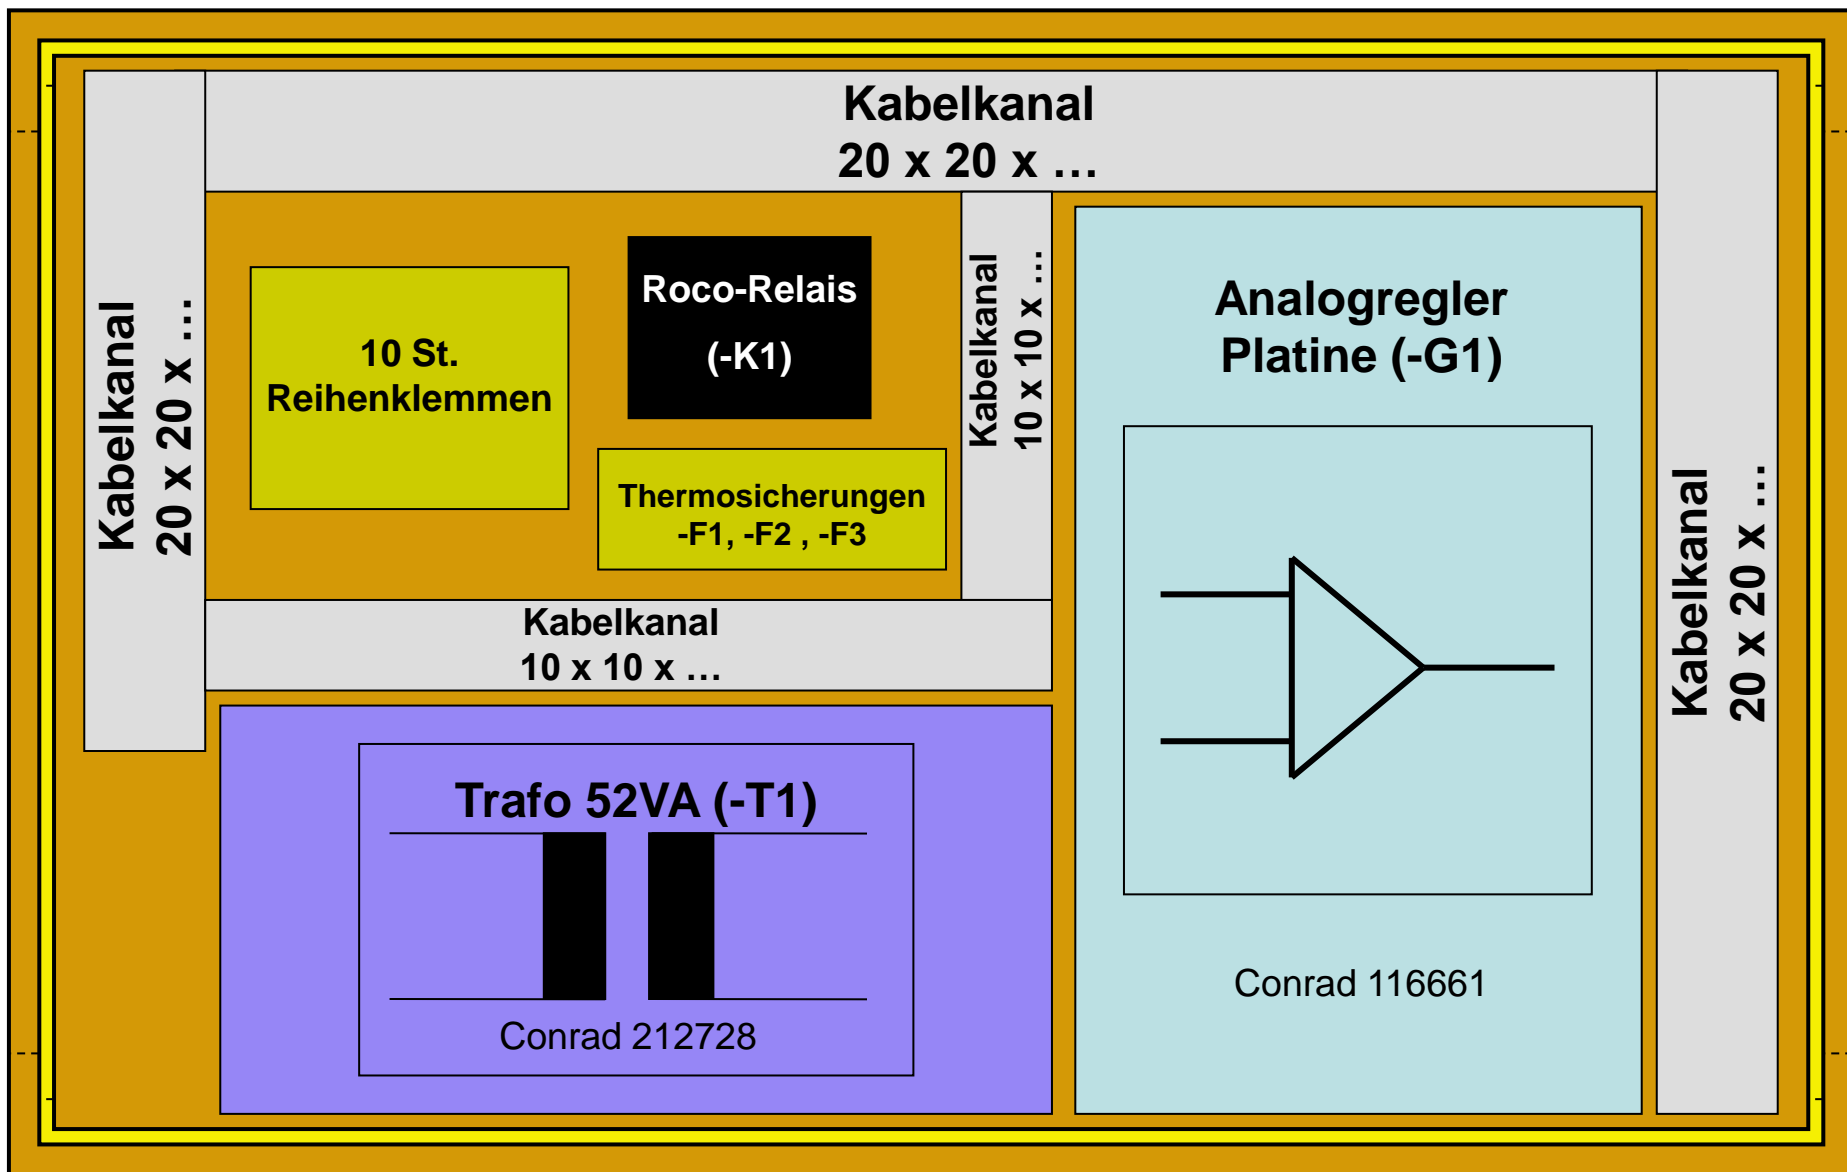 Kabelkanal
20 x 20 x …
Kabelkanal
20 x 20 x …
10 St.
Reihenklemmen
Roco-Relais
(-K1)
Thermosicherungen
-F1, -F2 , -F3
Kabelkanal
10 x 10 x …
Kabelkanal
10 x 10 x …
Analogregler
Platine (-G1)
Conrad 116661
Kabelkanal
20 x 20 x …
Trafo 52VA (-T1)
Conrad 212728